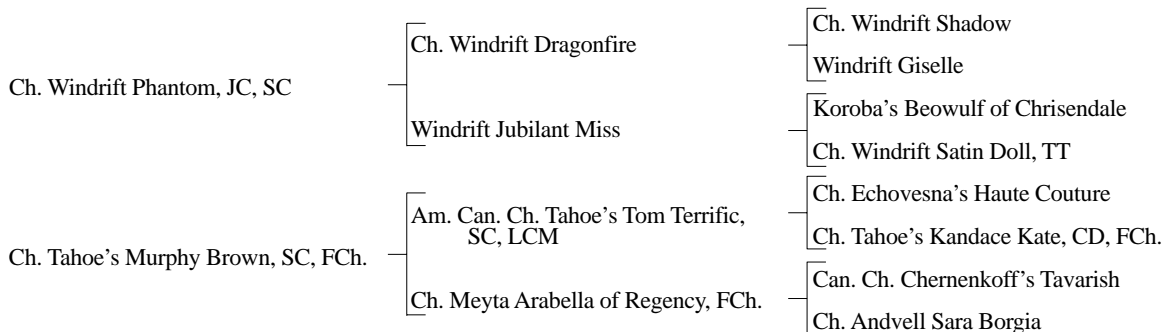 Ch. Windrift Phantom, JC, SC
Ch. Windrift Dragonfire
Ch. Windrift Shadow
Windrift Giselle
Windrift Jubilant Miss
Koroba’s Beowulf of Chrisendale
Ch. Windrift Satin Doll, TT
Ch. Tahoe’s Murphy Brown, SC, FCh.
Am. Can. Ch. Tahoe’s Tom Terrific,
SC, LCM
Ch. Echovesna’s Haute Couture
Ch. Tahoe’s Kandace Kate, CD, FCh.
Ch. Meyta Arabella of Regency, FCh.
Can. Ch. Chernenkoff’s Tavarish
Ch. Andvell Sara Borgia